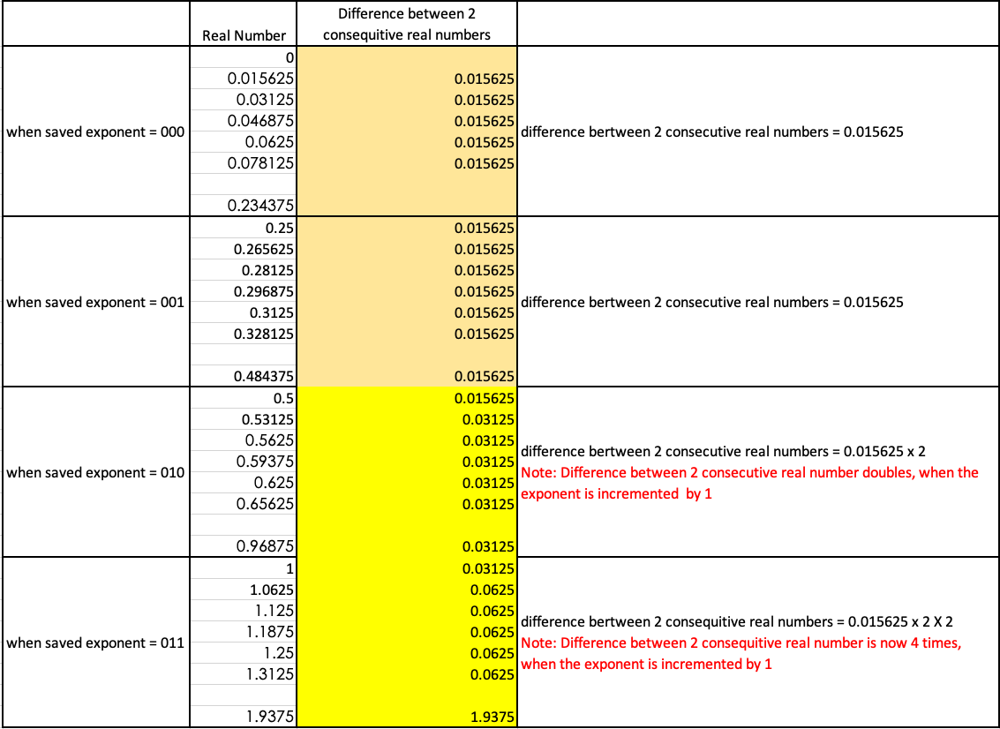 Real Number
Difference between 2
consequitive real numbers
when saved exponent = 000
0
0.015625 0.015625
0.03125 0.015625
0.046875 0.015625
0.0625 0.015625
0.078125 0.015625
0.234375
difference bertween 2 consecutive real numbers = 0.015625
when saved exponent = 001
0.25 0.015625
0.265625 0.015625
0.28125 0.015625
0.296875 0.015625
0.3125 0.015625
0.328125 0.015625
0.484375 0.015625
difference bertween 2 consecutive real numbers = 0.015625
when saved exponent = 010
0.5 0.015625
0.53125 0.03125
0.5625 0.03125
0.59375 0.03125
0.625 0.03125
0.65625 0.03125
0.96875 0.03125
difference bertween 2 consecutive real numbers = 0.015625 x 2
Note: Difference between 2 consecutive real number doubles, when the
exponent is incremented  by 1
when saved exponent = 011
1 0.03125
1.0625 0.0625
1.125 0.0625
1.1875 0.0625
1.25 0.0625
1.3125 0.0625
1.9375 1.9375
difference bertween 2 consequitive real numbers = 0.015625 x 2 X 2
Note: Difference between 2 consequitive real number is now 4 times,
when the exponent is incremented by 1